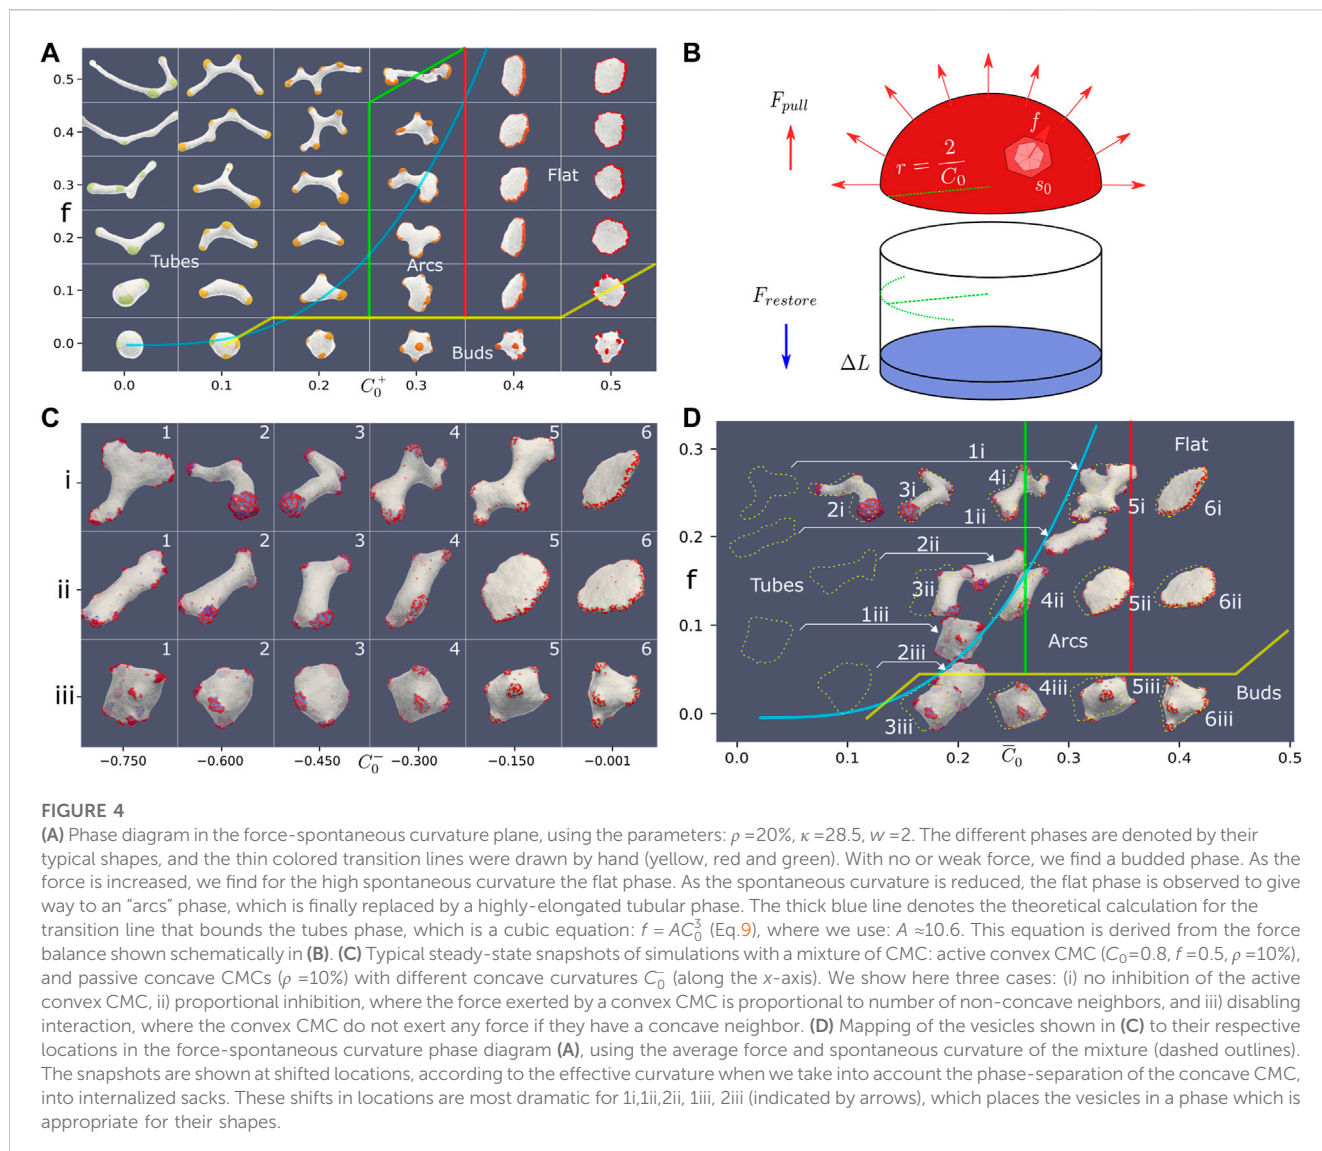 A
0.5
0.4
0.3
f
0.2
0.1
0.0
Tubes
Arcs
Flat
Buds
0.0 0.1 0.2 C₀⁺ 0.3 0.4 0.5
B
F_pull
f
r = 2/C₀
s₀
F_restore
ΔL
C
i
1 2 3 4 5 6
ii
1 2 3 4 5 6
iii
1 2 3 4 5 6
−0.750 −0.600 −0.450 C₀⁻ −0.300 −0.150 −0.001
D
0.3
0.2
f
0.1
0.0
Flat
1i
2i 3i 4i 5i 6i
1ii
2ii
Tubes
3ii 4ii 5ii 6ii
1iii
Arcs
2iii
Buds
3iii 4iii 5iii 6iii
0.0 0.1 0.2 C̅₀ 0.3 0.4 0.5
FIGURE 4
(A) Phase diagram in the force-spontaneous curvature plane, using the parameters: ρ =20%, κ =28.5, w =2. The different phases are denoted by their
typical shapes, and the thin colored transition lines were drawn by hand (yellow, red and green). With no or weak force, we find a budded phase. As the
force is increased, we find for the high spontaneous curvature the flat phase. As the spontaneous curvature is reduced, the flat phase is observed to give
way to an “arcs” phase, which is finally replaced by a highly-elongated tubular phase. The thick blue line denotes the theoretical calculation for the
transition line that bounds the tubes phase, which is a cubic equation: f = AC₀³ (Eq.9), where we use: A ≈10.6. This equation is derived from the force
balance shown schematically in (B). (C) Typical steady-state snapshots of simulations with a mixture of CMC: active convex CMC (C₀=0.8, f =0.5, ρ =10%),
and passive concave CMCs (ρ =10%) with different concave curvatures C₀⁻ (along the x-axis). We show here three cases: (i) no inhibition of the active
convex CMC, ii) proportional inhibition, where the force exerted by a convex CMC is proportional to number of non-concave neighbors, and iii) disabling
interaction, where the convex CMC do not exert any force if they have a concave neighbor. (D) Mapping of the vesicles shown in (C) to their respective
locations in the force-spontaneous curvature phase diagram (A), using the average force and spontaneous curvature of the mixture (dashed outlines).
The snapshots are shown at shifted locations, according to the effective curvature when we take into account the phase-separation of the concave CMC,
into internalized sacks. These shifts in locations are most dramatic for 1i,1ii,2ii, 1iii, 2iii (indicated by arrows), which places the vesicles in a phase which is
appropriate for their shapes.